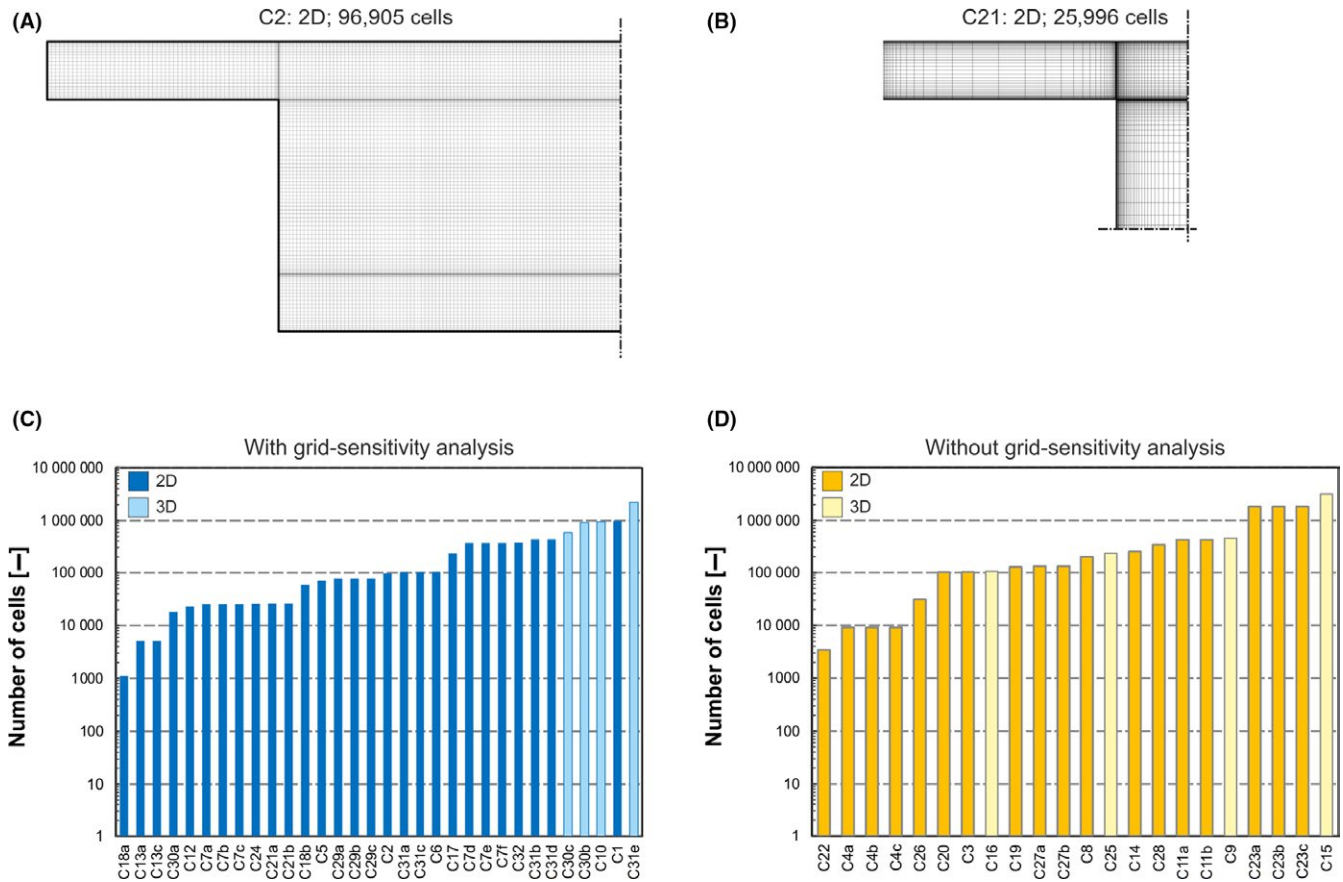 (A)
C2: 2D; 96,905 cells
(B)
C21: 2D; 25,996 cells
(C)
With grid-sensitivity analysis
2D
3D
Number of cells [–]
10 000 000
1 000 000
100 000
10 000
1000
100
10
1
C18a C13a C13c C30a C12 C7a C7b C7c C24 C21a C21b C18b C5 C29a C29b C29c C2 C31a C31c C6 C17 C7d C7e C7f C32 C31b C31d C30c C30b C10 C1 C31e
(D)
Without grid-sensitivity analysis
2D
3D
Number of cells [–]
10 000 000
1 000 000
100 000
10 000
1000
100
10
1
C22 C4a C4b C4c C26 C20 C3 C16 C19 C27a C27b C8 C25 C14 C28 C11a C11b C9 C23a C23b C23c C15